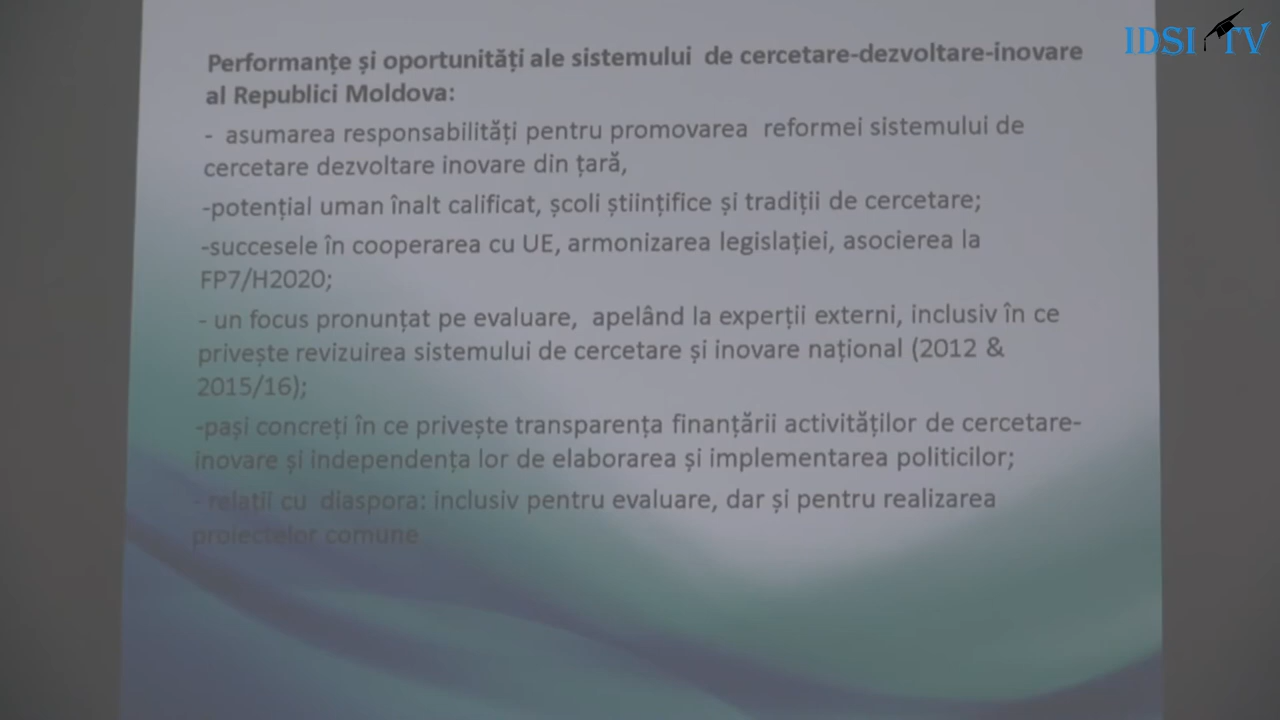 IDSI TV
Performanțe și oportunități ale sistemului de cercetare-dezvoltare-inovare
al Republici Moldova:
- asumarea responsabilități pentru promovarea reformei sistemului de
cercetare dezvoltare inovare din țară,
-potențial uman înalt calificat, școli științifice și tradiții de cercetare;
-succesele în cooperarea cu UE, armonizarea legislației, asocierea la
FP7/H2020;
- un focus pronunțat pe evaluare, apelând la experții externi, inclusiv în ce
privește revizuirea sistemului de cercetare și inovare național (2012 &
2015/16);
-pași concreți în ce privește transparența finanțării activităților de cercetare-
inovare și independența lor de elaborarea și implementarea politicilor;
- relații cu diaspora: inclusiv pentru evaluare, dar și pentru realizarea
proiectelor comune